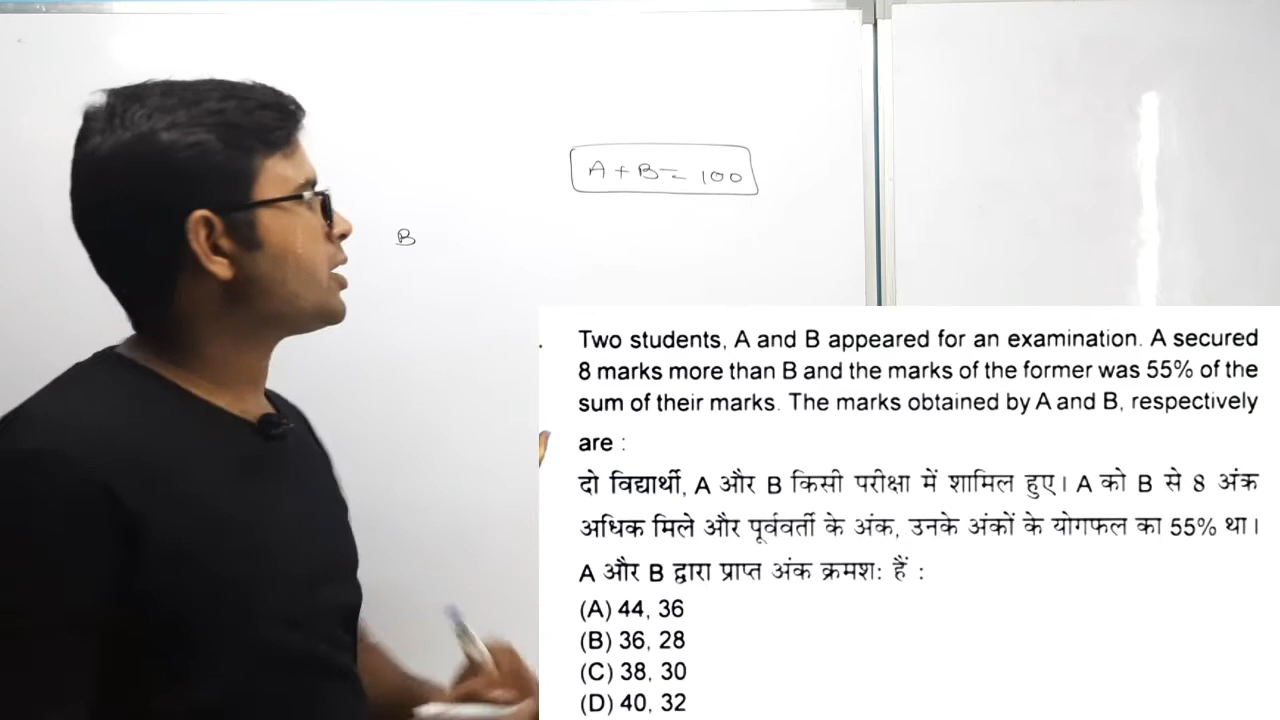 A + B = 100
B
Two students, A and B appeared for an examination. A secured
8 marks more than B and the marks of the former was 55% of the
sum of their marks. The marks obtained by A and B, respectively
are :
दो विद्यार्थी, A और B किसी परीक्षा में शामिल हुए। A को B से 8 अंक
अधिक मिले और पूर्ववर्ती के अंक, उनके अंकों के योगफल का 55% था।
A और B द्वारा प्राप्त अंक क्रमशः हैं :
(A) 44, 36
(B) 36, 28
(C) 38, 30
(D) 40, 32